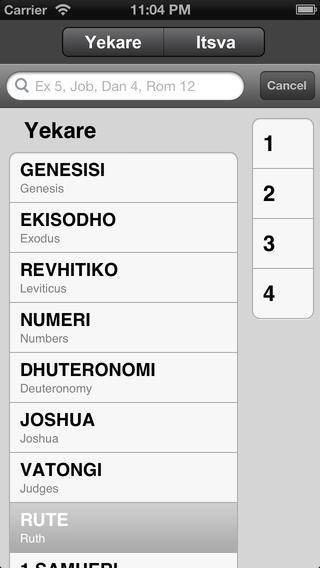 Carrier 11:04 PM
Yekare Itsva
Ex 5, Job, Dan 4, Rom 12 Cancel
Yekare
GENESISI
Genesis
EKISODHO
Exodus
REVHITIKO
Leviticus
NUMERI
Numbers
DHUTERONOMI
Deuteronomy
JOSHUA
Joshua
VATONGI
Judges
RUTE
Ruth
1 SAMUERI
1
2
3
4